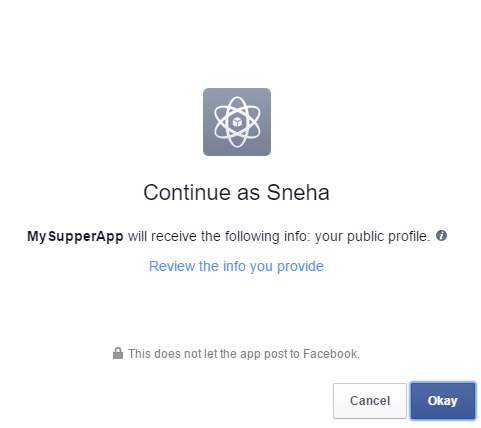 Continue as Sneha
MySupperApp will receive the following info: your public profile.
Review the info you provide
This does not let the app post to Facebook.
Cancel
Okay